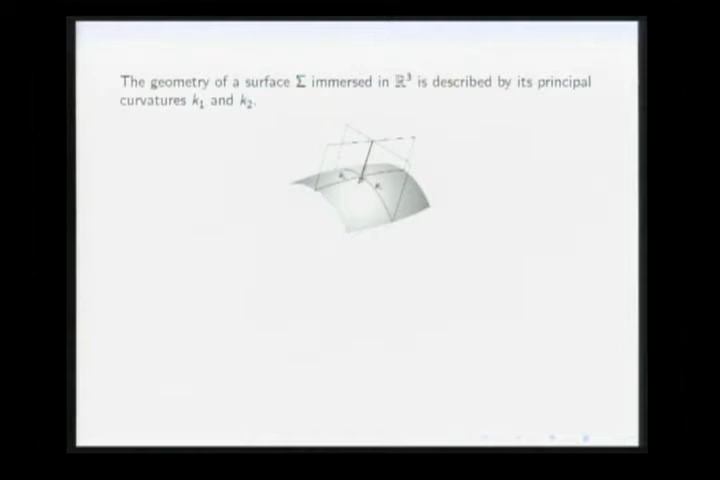 The geometry of a surface Σ immersed in ℝ³ is described by its principal
curvatures k₁ and k₂.